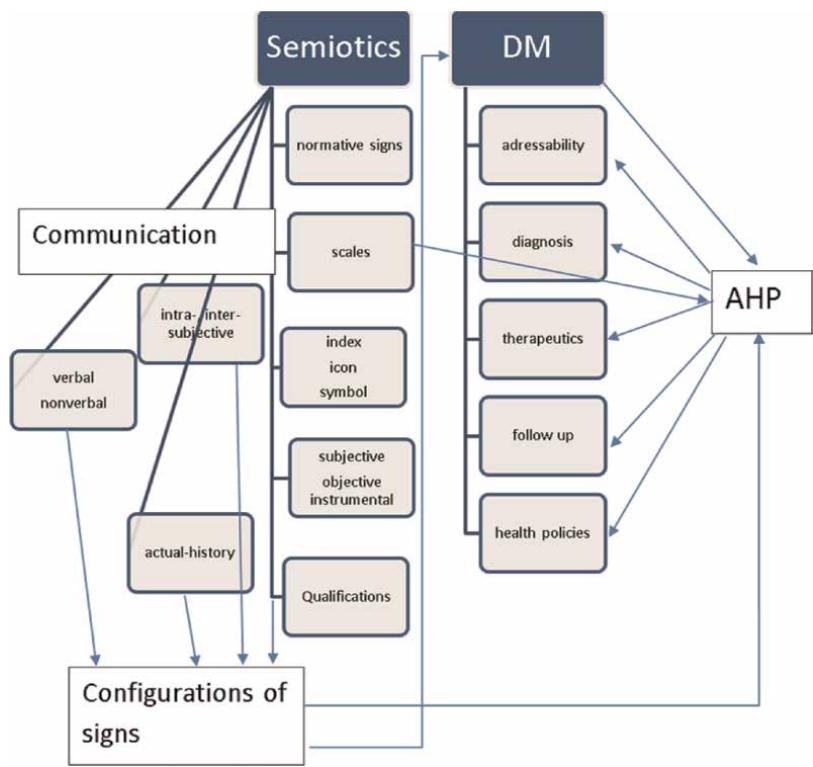 Semiotics
DM
normative signs
adressability
Communication
scales
diagnosis
AHP
intra- inter-
subjective
index
icon
symbol
therapeutics
verbal
nonverbal
follow up
subjective
objective
instrumental
health policies
actual-history
Qualifications
Configurations of
signs